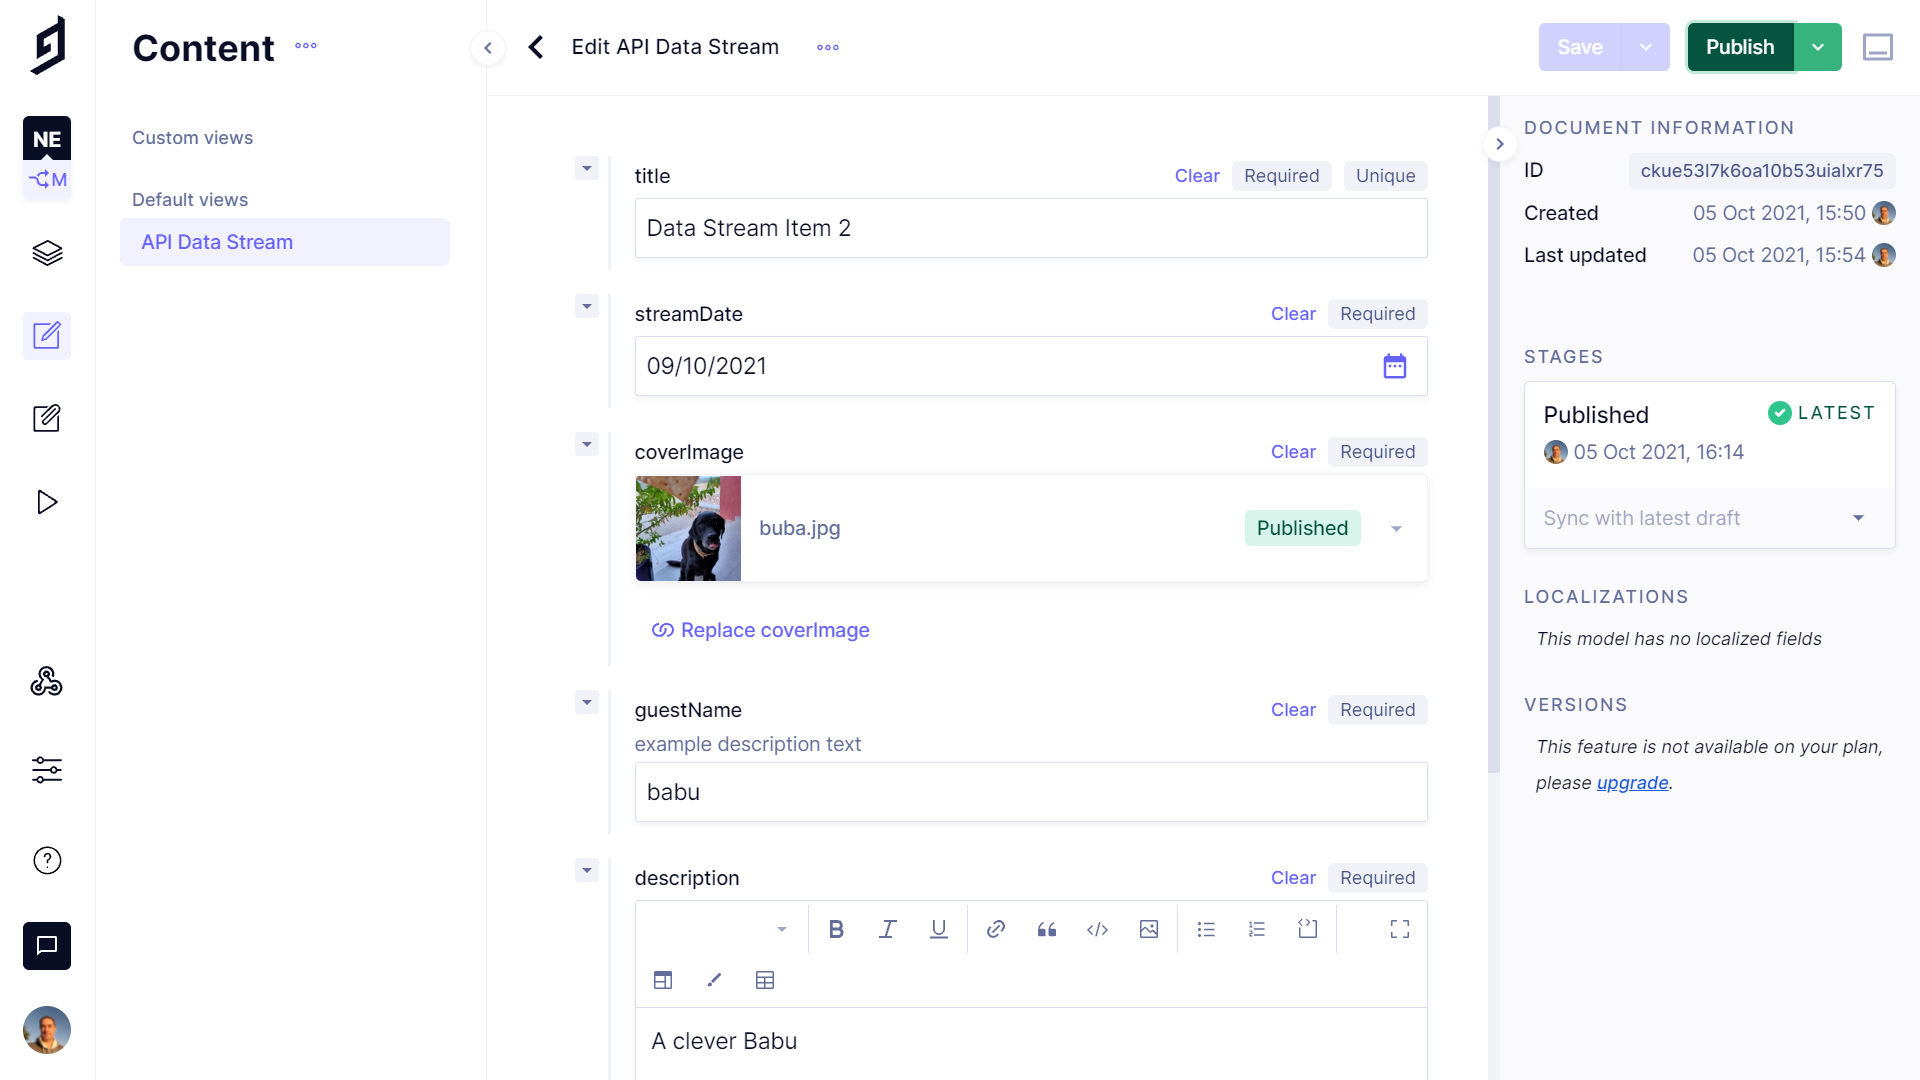 Content
Edit API Data Stream
Save
Publish
NE
M
Custom views
Default views
API Data Stream
title
Clear
Required
Unique
Data Stream Item 2
streamDate
Clear
Required
09/10/2021
coverImage
Clear
Required
buba.jpg
Published
Replace coverImage
guestName
Clear
Required
example description text
babu
description
Clear
Required
B I U
A clever Babu
DOCUMENT INFORMATION
ID
ckue53l7k6oa10b53uialxr75
Created
05 Oct 2021, 15:50
Last updated
05 Oct 2021, 15:54
STAGES
Published
LATEST
05 Oct 2021, 16:14
Sync with latest draft
LOCALIZATIONS
This model has no localized fields
VERSIONS
This feature is not available on your plan,
please upgrade.